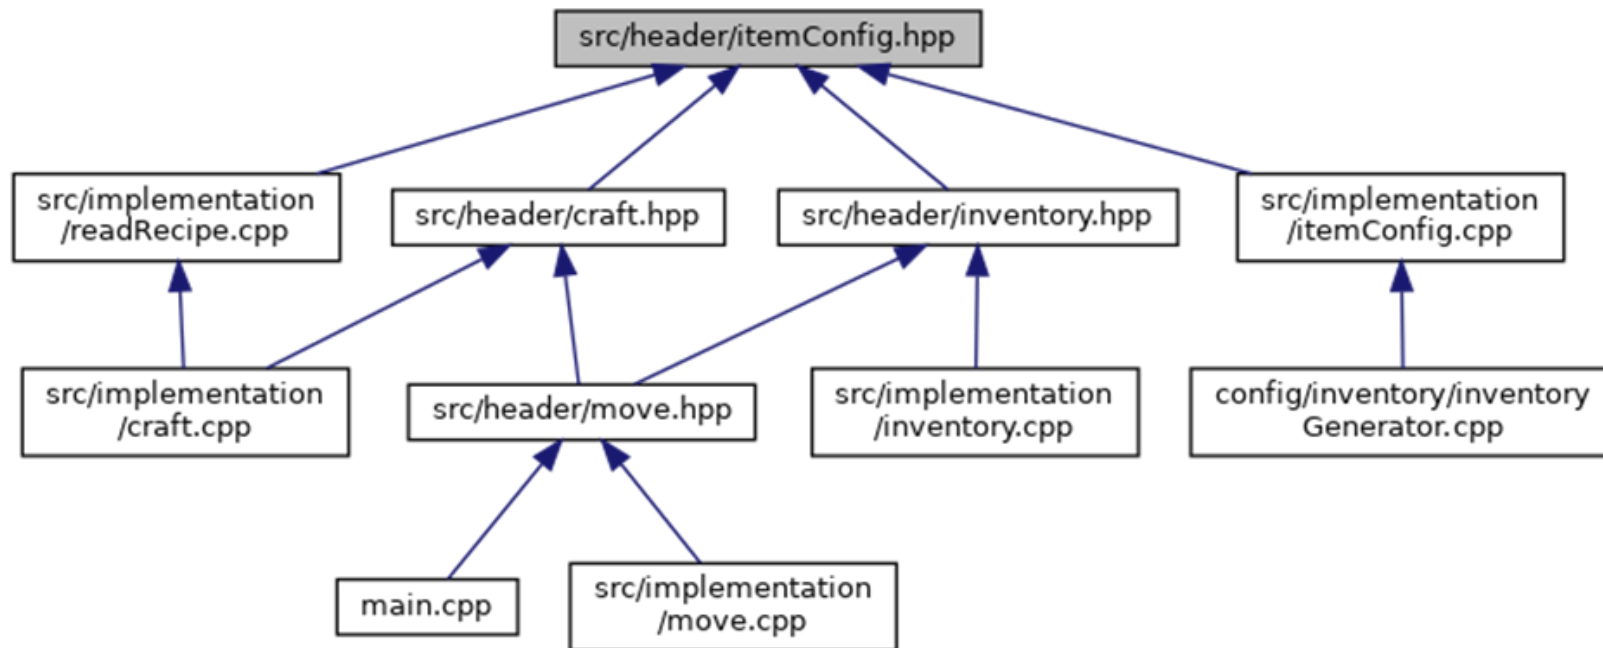 src/header/itemConfig.hpp
src/implementation
/readRecipe.cpp
src/header/craft.hpp
src/header/inventory.hpp
src/implementation
/itemConfig.cpp
src/implementation
/craft.cpp
src/header/move.hpp
src/implementation
/inventory.cpp
config/inventory/inventory
Generator.cpp
main.cpp
src/implementation
/move.cpp